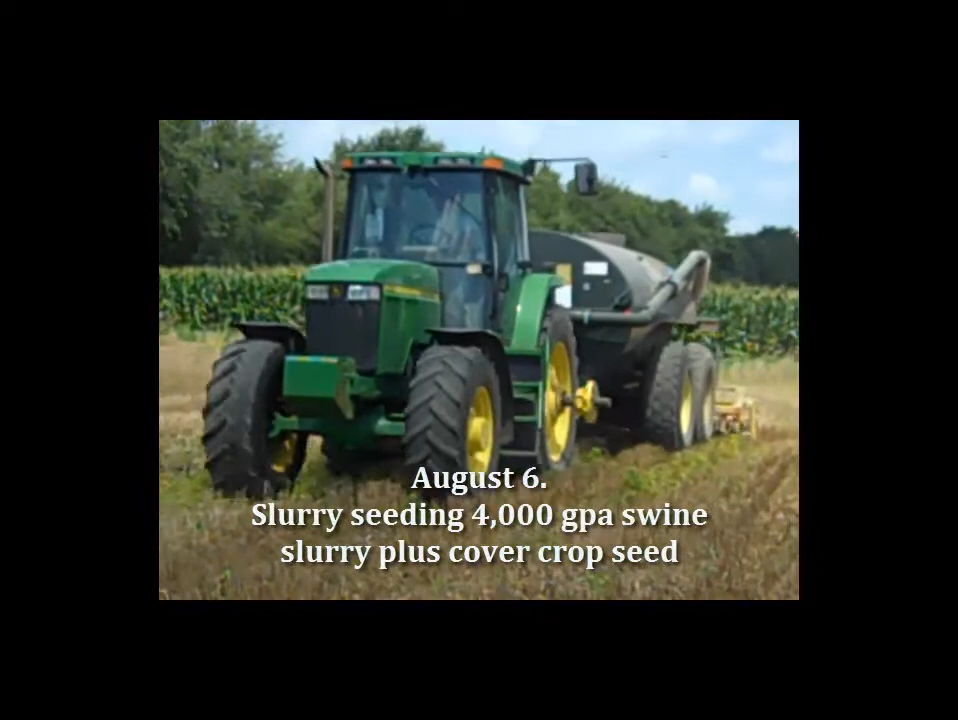 August 6.
Slurry seeding 4,000 gpa swine
slurry plus cover crop seed